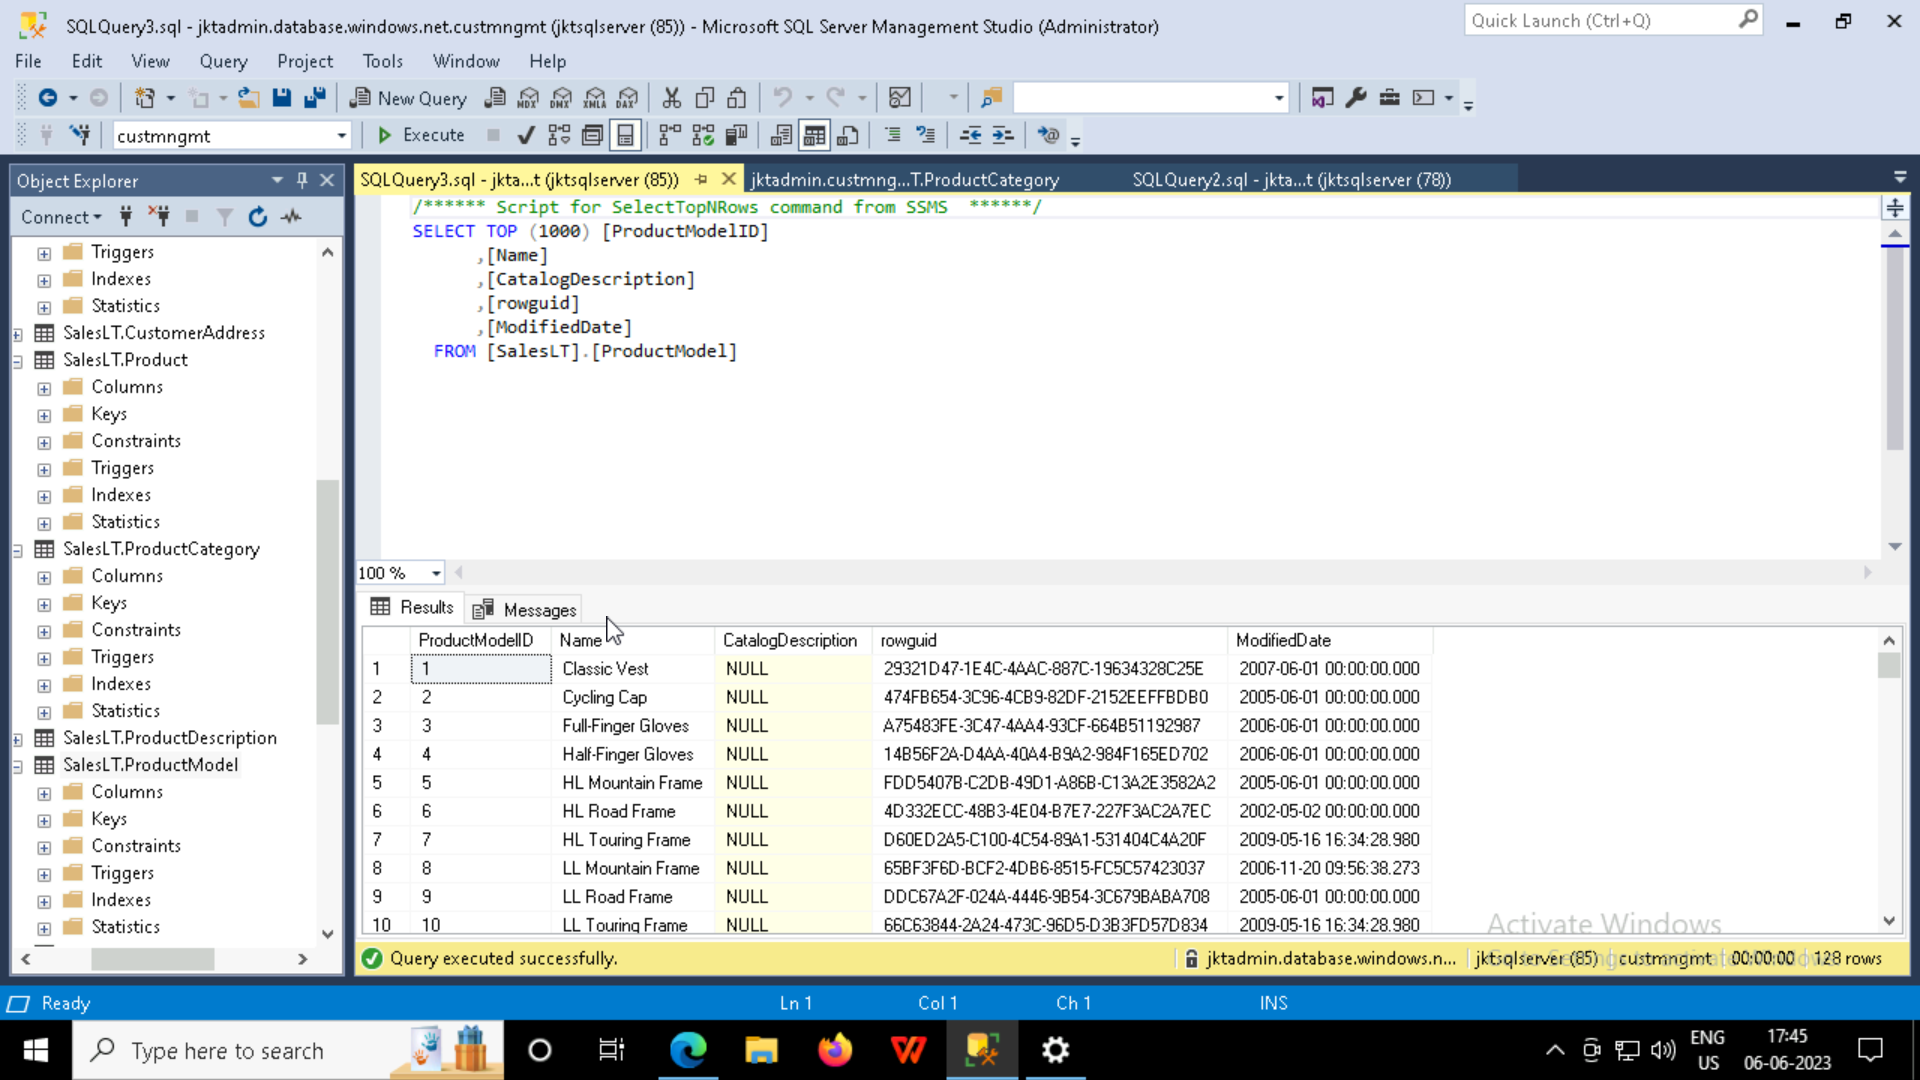 SQLQuery3.sql - jktadmin.database.windows.net.custmngmt (jktsqlserver (85)) - Microsoft SQL Server Management Studio (Administrator)
Quick Launch (Ctrl+Q)
File Edit View Query Project Tools Window Help
New Query MDX DMX XMLA DAX
custmngmt Execute
Object Explorer
SQLQuery3.sql - jkta...t (jktsqlserver (85))
jktadmin.custmng...T.ProductCategory
SQLQuery2.sql - jkta...t (jktsqlserver (78))
Connect
Triggers
Indexes
Statistics
SalesLT.CustomerAddress
SalesLT.Product
Columns
Keys
Constraints
Triggers
Indexes
Statistics
SalesLT.ProductCategory
Columns
Keys
Constraints
Triggers
Indexes
Statistics
SalesLT.ProductDescription
SalesLT.ProductModel
Columns
Keys
Constraints
Triggers
Indexes
Statistics
/****** Script for SelectTopNRows command from SSMS  ******/
SELECT TOP (1000) [ProductModelID]
,[Name]
,[CatalogDescription]
,[rowguid]
,[ModifiedDate]
FROM [SalesLT].[ProductModel]
100 %
Results Messages
ProductModelID Name CatalogDescription rowguid ModifiedDate
1 1 Classic Vest NULL 29321D47-1E4C-4AAC-887C-19634328C25E 2007-06-01 00:00:00.000
2 2 Cycling Cap NULL 474FB654-3C96-4CB9-82DF-2152EEFFBDB0 2005-06-01 00:00:00.000
3 3 Full-Finger Gloves NULL A75483FE-3C47-4AA4-93CF-664B51192987 2006-06-01 00:00:00.000
4 4 Half-Finger Gloves NULL 14B56F2A-D4AA-40A4-B9A2-984F165ED702 2006-06-01 00:00:00.000
5 5 HL Mountain Frame NULL FDD5407B-C2DB-49D1-A86B-C13A2E3582A2 2005-06-01 00:00:00.000
6 6 HL Road Frame NULL 4D332ECC-48B3-4E04-B7E7-227F3AC2A7EC 2002-05-02 00:00:00.000
7 7 HL Touring Frame NULL D60ED2A5-C100-4C54-89A1-531404C4A20F 2009-05-16 16:34:28.980
8 8 LL Mountain Frame NULL 65BF3F6D-BCF2-4DB6-8515-FC5C57423037 2006-11-20 09:56:38.273
9 9 LL Road Frame NULL DDC67A2F-024A-4446-9B54-3C679BABA708 2005-06-01 00:00:00.000
10 10 LL Touring Frame NULL 66C63844-2A24-473C-96D5-D3B3FD57D834 2009-05-16 16:34:28.980
Activate Windows
Query executed successfully.
jktadmin.database.windows.n... jktsqlserver (85) custmngmt 00:00:00 128 rows
Ready Ln 1 Col 1 Ch 1 INS
Type here to search
ENG
US
17:45
06-06-2023